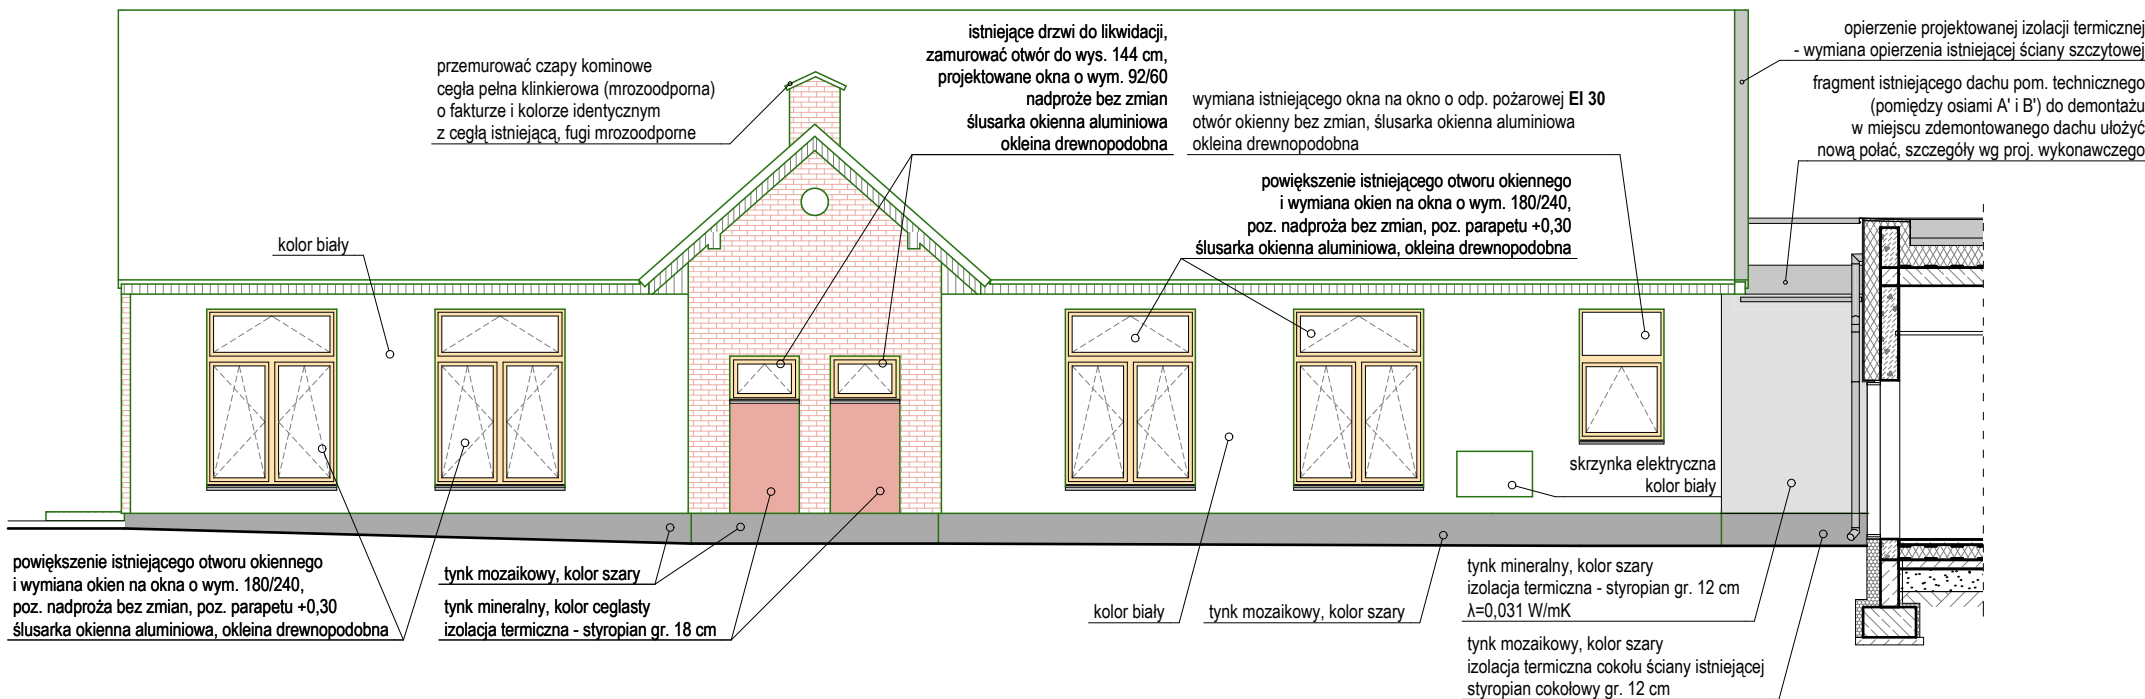 przemurować czapy kominowe
cegła pełna klinkierowa (mrozoodporna)
o fakturze i kolorze identycznym
z cegłą istniejącą, fugi mrozoodporne
istniejące drzwi do likwidacji,
zamurować otwór do wys. 144 cm,
projektowane okna o wym. 92/60
nadproże bez zmian
ślusarka okienna aluminiowa
okleina drewnopodobna
wymiana istniejącego okna na okno o odp. pożarowej EI 30
otwór okienny bez zmian, ślusarka okienna aluminiowa
okleina drewnopodobna
opierzenie projektowanej izolacji termicznej
- wymiana opierzenia istniejącej ściany szczytowej
fragment istniejącego dachu pom. technicznego
(pomiędzy osiami A' i B') do demontażu
w miejscu zdemontowanego dachu ułożyć
nową połać, szczegóły wg proj. wykonawczego
powiększenie istniejącego otworu okiennego
i wymiana okien na okna o wym. 180/240,
poz. nadproża bez zmian, poz. parapetu +0,30
ślusarka okienna aluminiowa, okleina drewnopodobna
kolor biały
skrzynka elektryczna
kolor biały
powiększenie istniejącego otworu okiennego
i wymiana okien na okna o wym. 180/240,
poz. nadproża bez zmian, poz. parapetu +0,30
ślusarka okienna aluminiowa, okleina drewnopodobna
tynk mozaikowy, kolor szary
tynk mineralny, kolor ceglasty
izolacja termiczna - styropian gr. 18 cm
kolor biały
tynk mozaikowy, kolor szary
tynk mineralny, kolor szary
izolacja termiczna - styropian gr. 12 cm
λ=0,031 W/mK
tynk mozaikowy, kolor szary
izolacja termiczna cokołu ściany istniejącej
styropian cokołowy gr. 12 cm